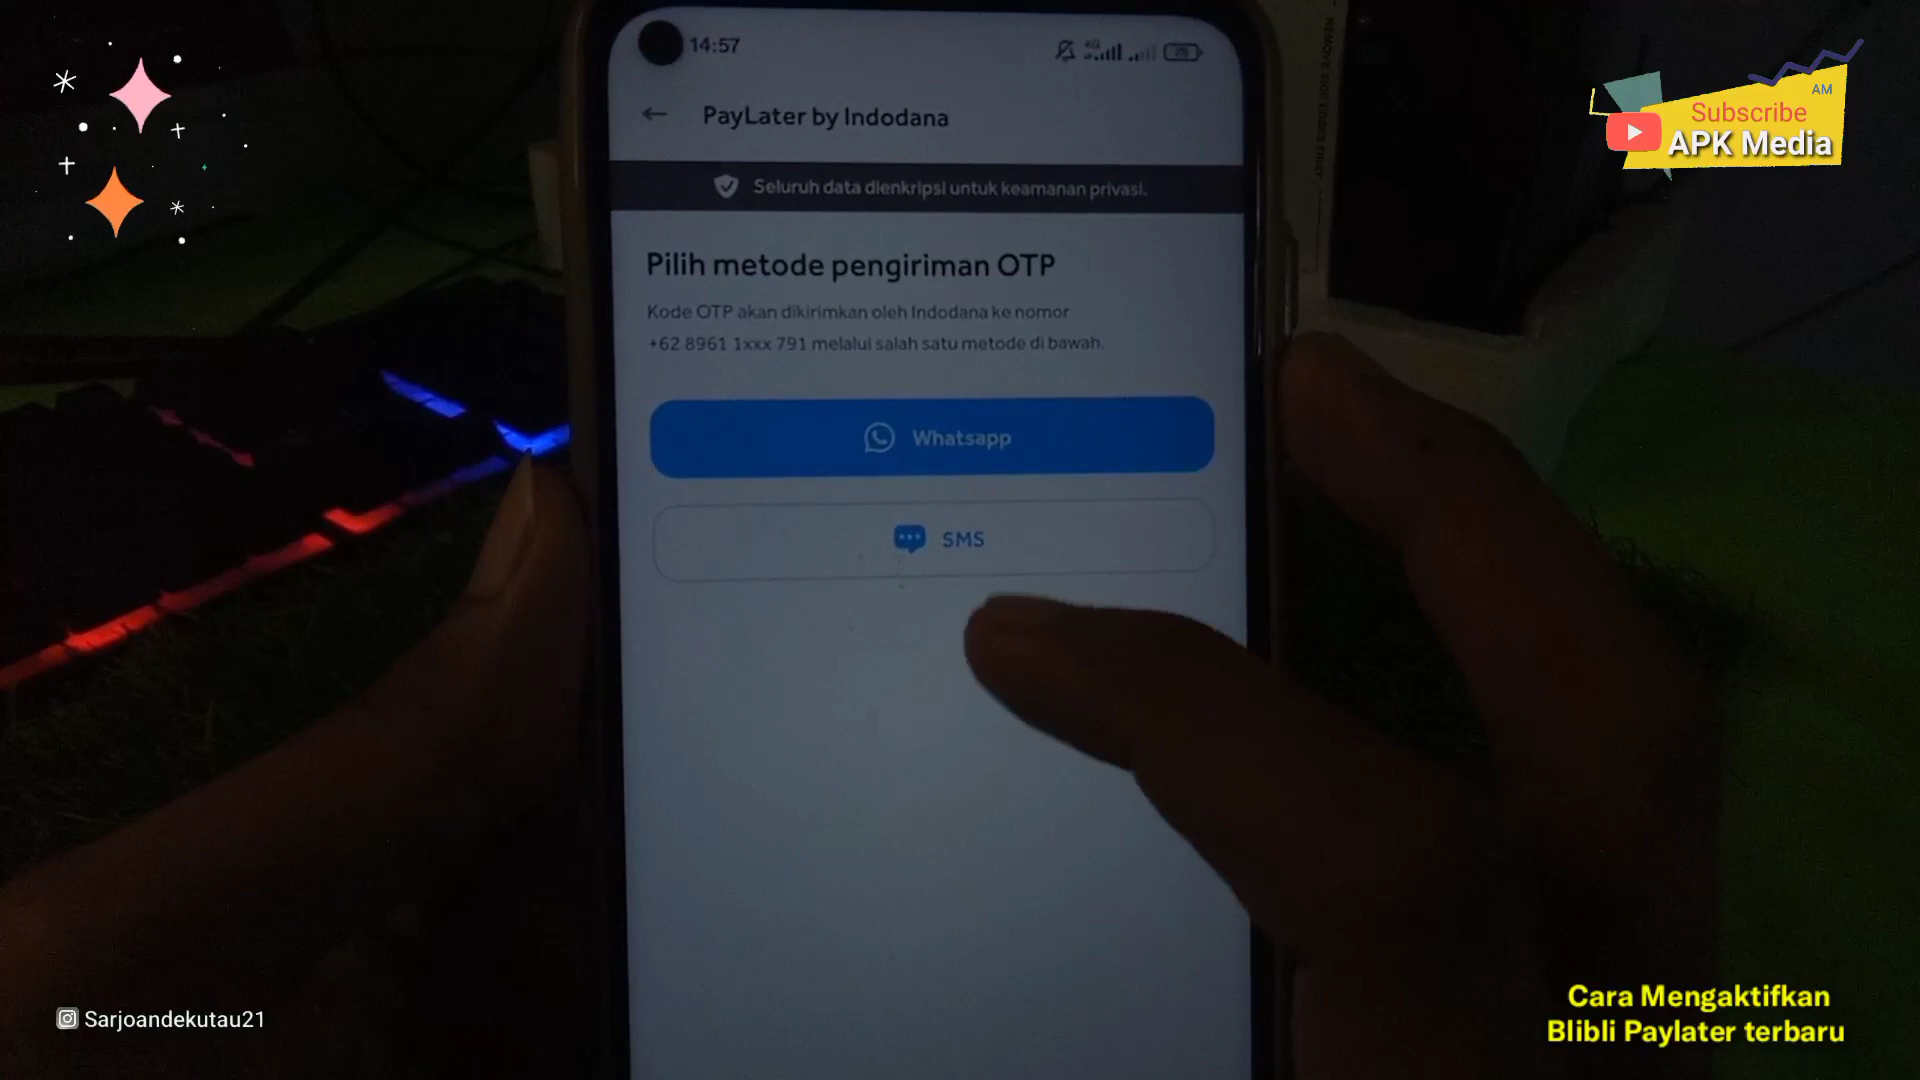 14:57
PayLater by Indodana
Seluruh data dienkripsi untuk keamanan privasi.
Pilih metode pengiriman OTP
Kode OTP akan dikirimkan oleh Indodana ke nomor
+62 8961 1xxx 791 melalui salah satu metode di bawah.
Whatsapp
SMS
AM
Subscribe
APK Media
Sarjoandekutau21
Cara Mengaktifkan
Blibli Paylater terbaru